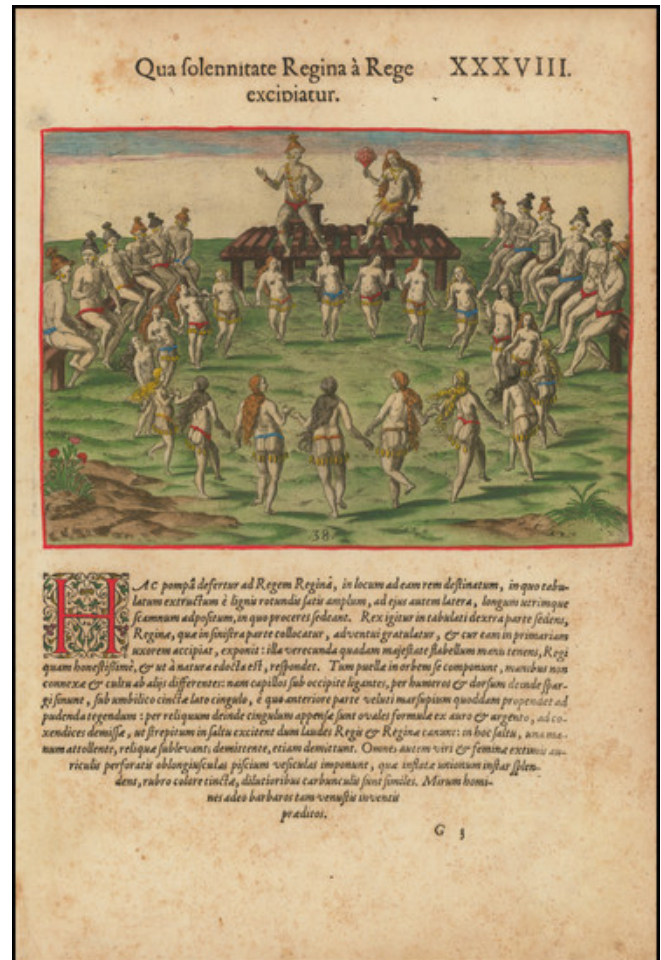 Qua solennitate Regina à Rege XXXVIII.
excipiatur.
38
HAC pompâ defertur ad Regem Reginâ, in locum ad eam rem destinatum, in quo tabu-
latum extructum è lignis rotundis satis amplum, ad ejus autem latera, longum utrimque
scamnum adpositum, in quo proceres sedeant. Rex igitur in tabulati dextra parte sedens,
Regina, quæ in sinistra parte collocatur, adventui gratulatur, & cur eam in primariam
uxorem accipiat, exponit: illa verecunda quadam majestate flabellum manu tenens, Regi
quam honestissimè, & ut à natura edocta est, respondet. Tum puellæ in orbem se componunt, manibus non
connexæ & cultu ab alijs differentes: nam capillos sub occipite ligantes, per humeros & dorsum deinde spar-
gi sinunt, sub umbilico cinctæ lato cingulo, è quo anteriore parte veluti marsupium quoddam propendet ad
pudenda tegendum: per reliquum deinde cingulum appensæ sunt ovales formulæ ex auro & argento, ad co-
xendices demissæ, ut strepitum in saltu excitent dum laudes Regis & Reginæ canunt: in hoc saltu, una ma-
num attollente, reliquæ sublevant; demittente, etiam demittunt. Omnes autem viri & feminæ extimis au-
riculis perforatis oblongiusculas piscium vesiculas imponunt, quæ inflatæ unionum instar splen-
dent, rubro colore tinctæ, dilutioribus carbunculis sunt similes. Mirum homi-
nes adeo barbaros tam venustis inventis
præditos.
G 3